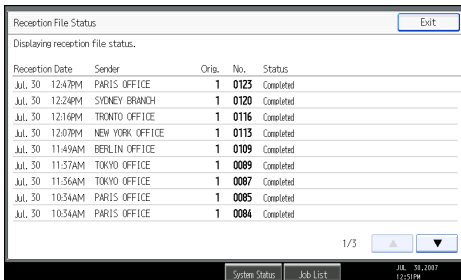 Reception File Status Exit
Displaying reception file status.
Reception Date Sender Orig. No. Status
Jul. 30 12:47PM PARIS OFFICE 1 0123 Completed
Jul. 30 12:24PM SYDNEY BRANCH 1 0120 Completed
Jul. 30 12:16PM TRONTO OFFICE 1 0116 Completed
Jul. 30 12:07PM NEW YORK OFFICE 1 0113 Completed
Jul. 30 11:49AM BERLIN OFFICE 1 0109 Completed
Jul. 30 11:37AM TOKYO OFFICE 1 0089 Completed
Jul. 30 11:36AM TOKYO OFFICE 1 0087 Completed
Jul. 30 10:34AM PARIS OFFICE 1 0085 Completed
Jul. 30 10:34AM PARIS OFFICE 1 0084 Completed
1/3 ▲ ▼
System Status Job List JUL 30,2007
12:51PM